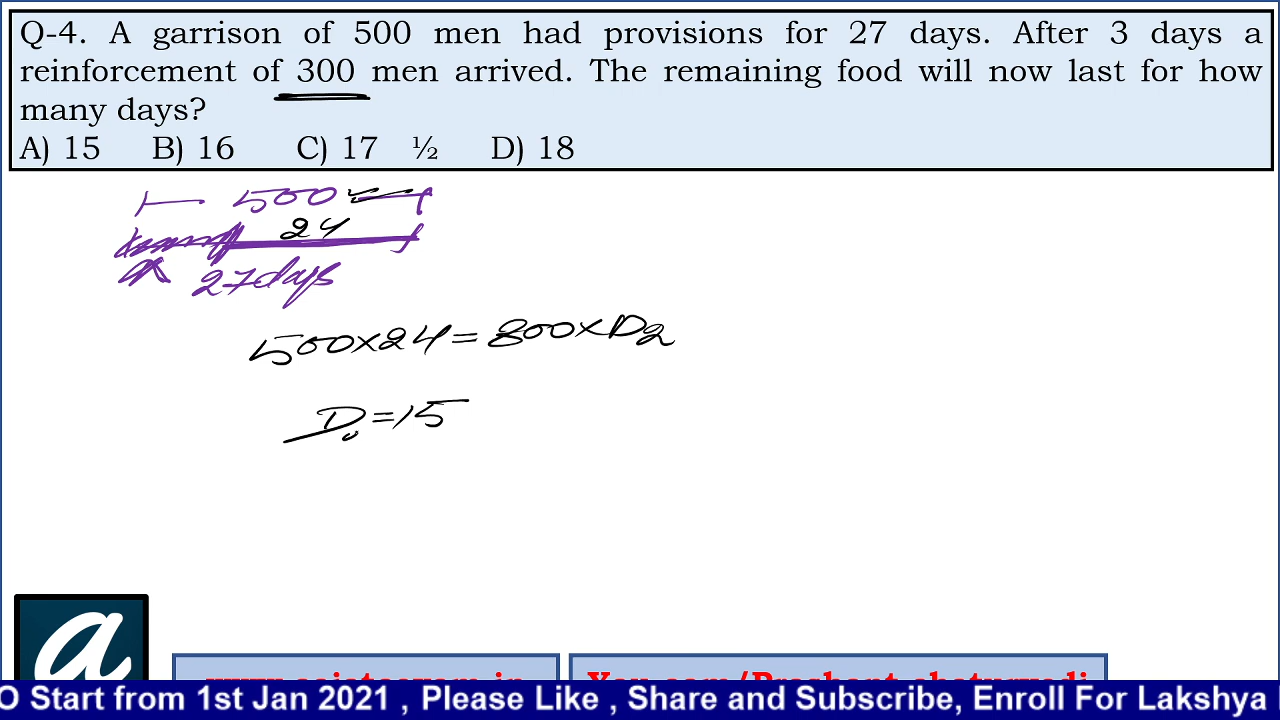 Q-4. A garrison of 500 men had provisions for 27 days. After 3 days a
reinforcement of 300 men arrived. The remaining food will now last for how
many days?
A) 15 B) 16 C) 17 ½ D) 18
500
24
27days
500×24=800×D2
D=15
a
O Start from 1st Jan 2021 , Please Like , Share and Subscribe, Enroll For Lakshya